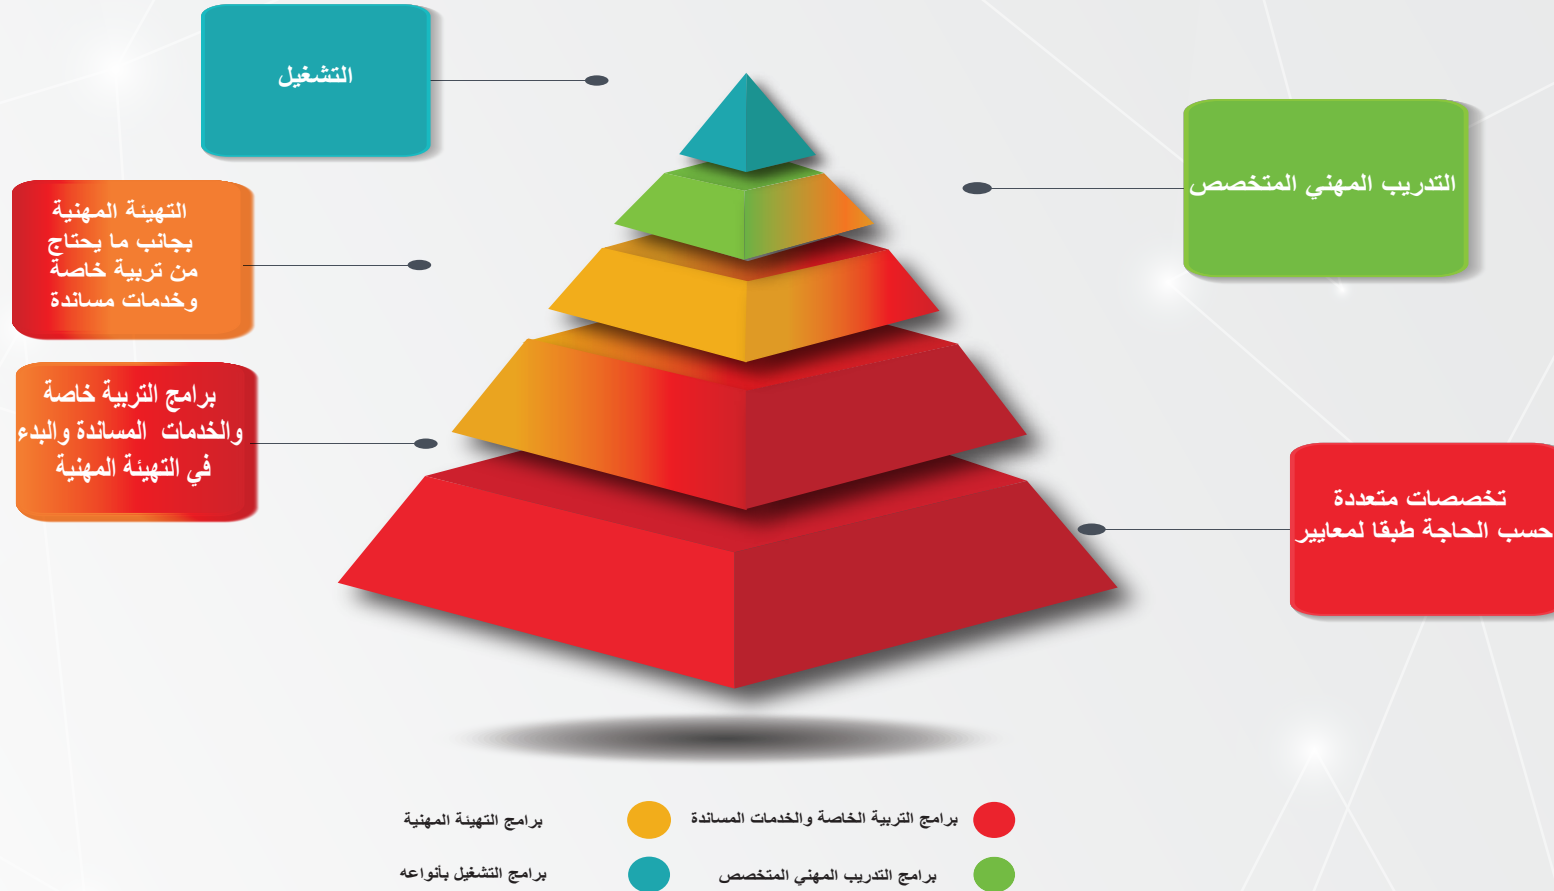 التشغيل
التدريب المهني المتخصص
التهيئة المهنية
بجانب ما يحتاج
من تربية خاصة
وخدمات مساندة
برامج التربية خاصة
والخدمات المساندة والبدء
في التهيئة المهنية
تخصصات متعددة
حسب الحاجة طبقا لمعايير
برامج التربية الخاصة والخدمات المساندة
برامج التهيئة المهنية
برامج التدريب المهني المتخصص
برامج التشغيل بأنواعه